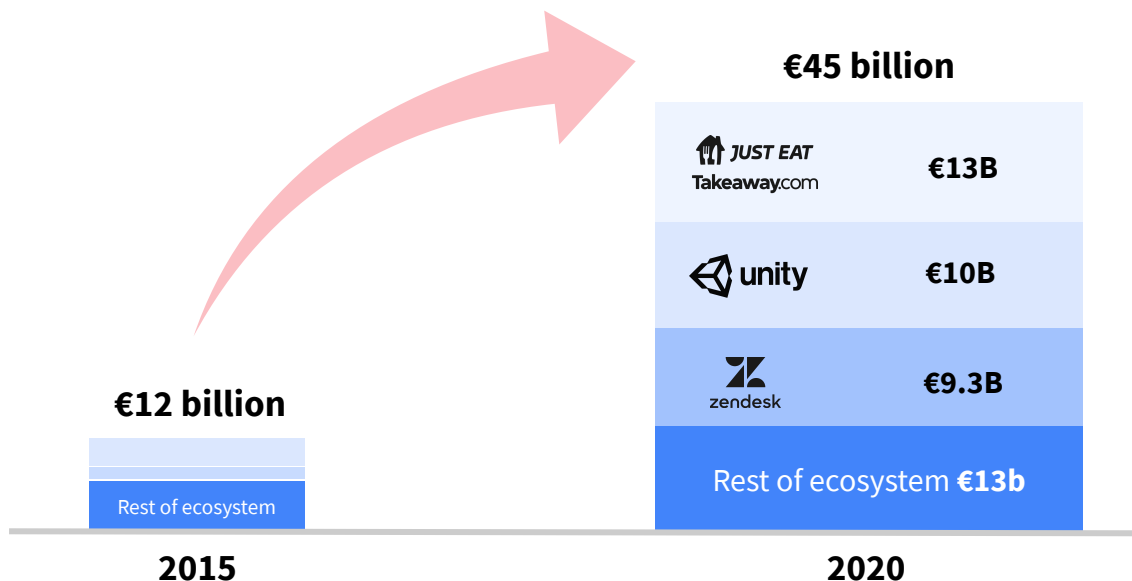 €45 billion
JUST EAT
Takeaway.com
€13B
unity
€10B
zendesk
€9.3B
Rest of ecosystem €13b
€12 billion
Rest of ecosystem
2015
2020